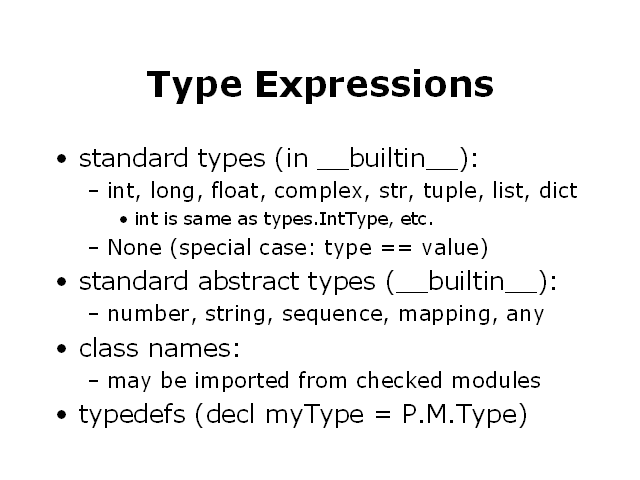 Type Expressions
• standard types (in __builtin__):
– int, long, float, complex, str, tuple, list, dict
• int is same as types.IntType, etc.
– None (special case: type == value)
• standard abstract types (__builtin__):
– number, string, sequence, mapping, any
• class names:
– may be imported from checked modules
• typedefs (decl myType = P.M.Type)